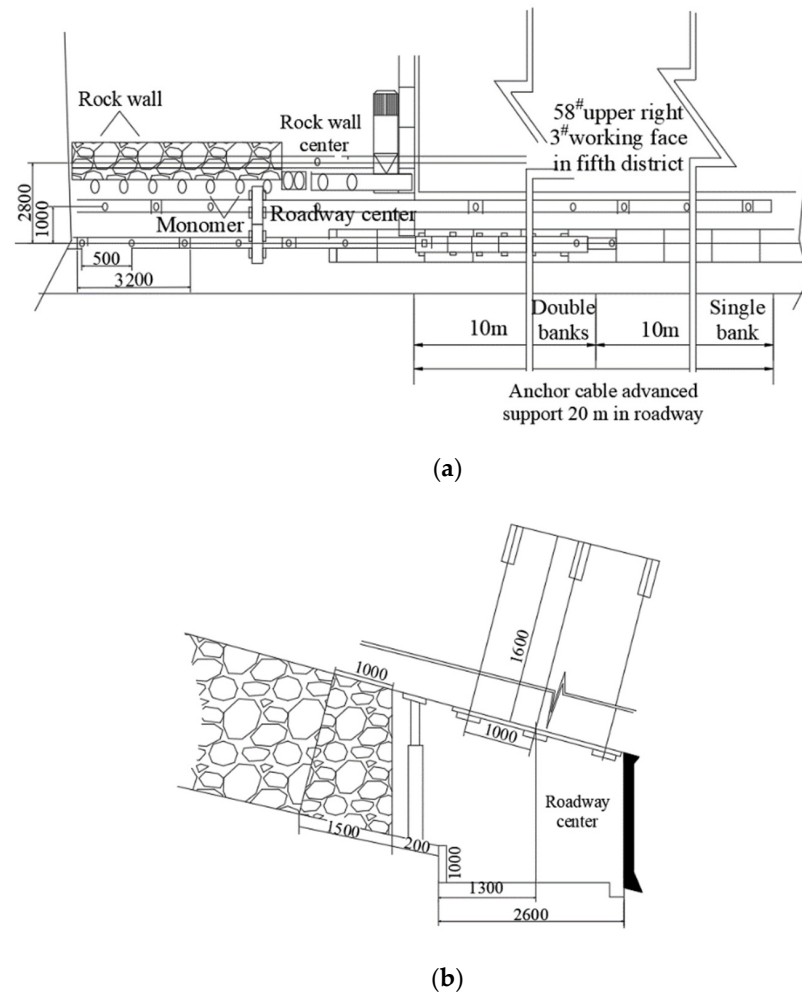 Rock wall
Rock wall
center
58#upper right
3#working face
in fifth district
2800
1000
Monomer
Roadway center
500
3200
10m
Double
banks
10m
Single
bank
Anchor cable advanced
support 20 m in roadway
(a)
1600
1000
1000
Roadway
center
1500
200
1000
1300
2600
(b)